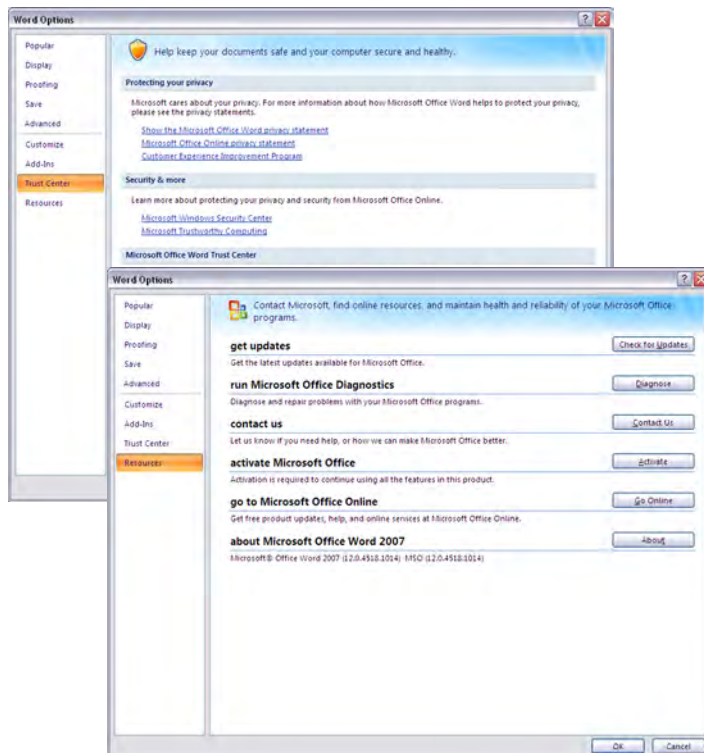 Word Options
Popular
Display
Proofing
Save
Advanced
Customize
Add-Ins
Trust Center
Resources
Help keep your documents safe and your computer secure and healthy.
Protecting your privacy
Microsoft cares about your privacy. For more information about how Microsoft Office Word helps to protect your privacy,
please see the privacy statements.
Show the Microsoft Office Word privacy statement
Microsoft Office Online privacy statement
Customer Experience Improvement Program
Security & more
Learn more about protecting your privacy and security from Microsoft Office Online.
Microsoft Windows Security Center
Microsoft Trustworthy Computing
Microsoft Office Word Trust Center
Word Options
Popular
Display
Proofing
Save
Advanced
Customize
Add-Ins
Trust Center
Resources
Contact Microsoft, find online resources, and maintain health and reliability of your Microsoft Office
programs.
get updates
Check for Updates
Get the latest updates available for Microsoft Office.
run Microsoft Office Diagnostics
Diagnose
Diagnose and repair problems with your Microsoft Office programs.
contact us
Contact Us
Let us know if you need help, or how we can make Microsoft Office better.
activate Microsoft Office
Activate
Activation is required to continue using all the features in this product.
go to Microsoft Office Online
Go Online
Get free product updates, help, and online services at Microsoft Office Online.
about Microsoft Office Word 2007
About
Microsoft® Office Word 2007 (12.0.4518.1014) MSO (12.0.4518.1014)
OK
Cancel